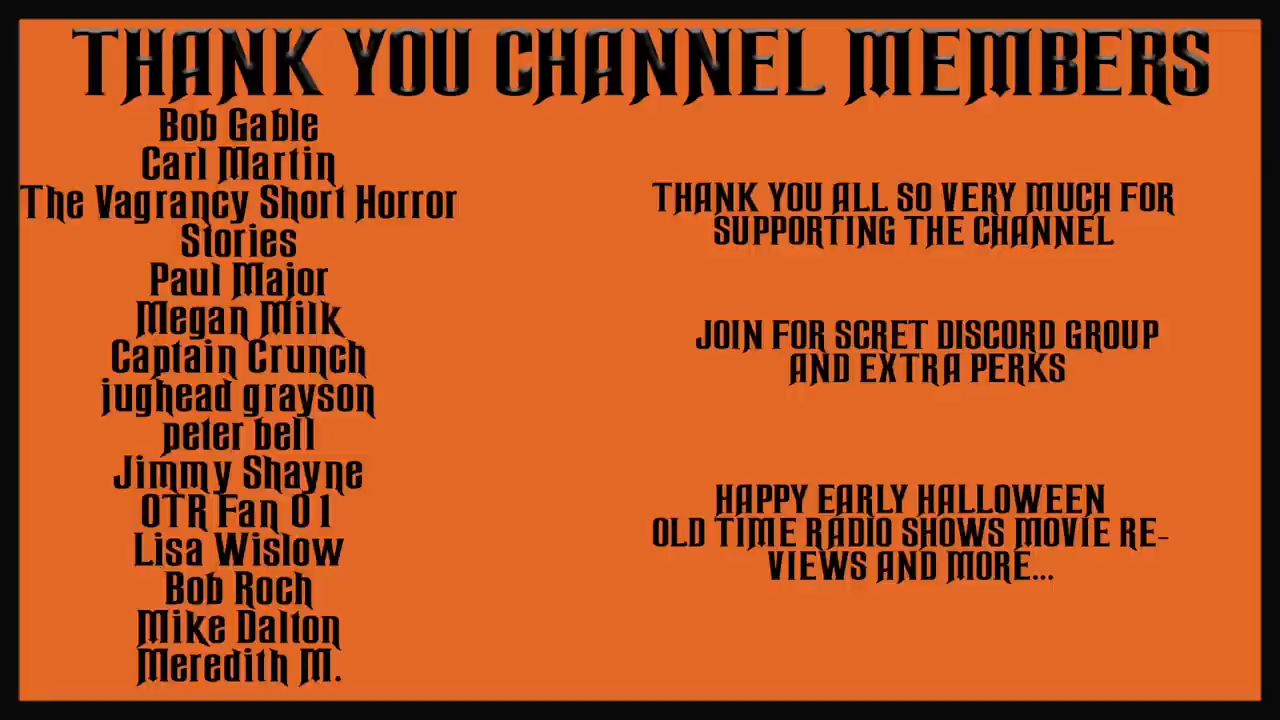 THANK YOU CHANNEL MEMBERS
Bob Gable
Carl Martin
The Vagrancy Short Horror
Stories
Paul Major
Megan Milk
Captain Crunch
jughead grayson
peter bell
Jimmy Shayne
OTR Fan 01
Lisa Wislow
Bob Roch
Mike Dalton
Meredith M.
THANK YOU ALL SO VERY MUCH FOR
SUPPORTING THE CHANNEL
JOIN FOR SCRET DISCORD GROUP
AND EXTRA PERKS
HAPPY EARLY HALLOWEEN
OLD TIME RADIO SHOWS MOVIE RE-
VIEWS AND MORE...